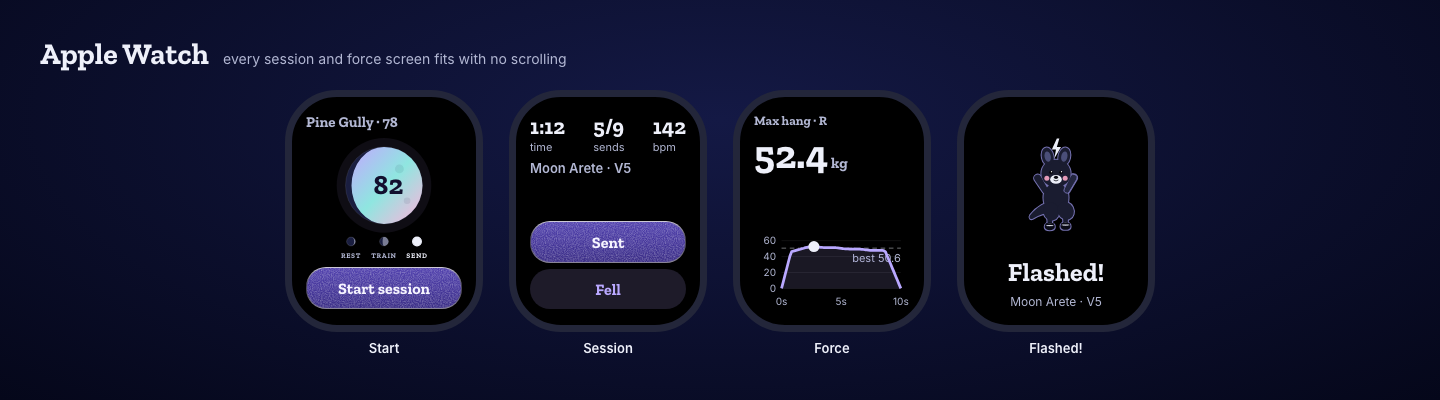 Apple Watch every session and force screen fits with no scrolling
Pine Gully · 78
82
REST TRAIN SEND
Start session
Start
1:12 5/9 142
time sends bpm
Moon Arete · V5
Sent
Fell
Session
Max hang · R
52.4 kg
60
best 50.6
40
20
0
0s 5s 10s
Force
Flashed!
Moon Arete · V5
Flashed!